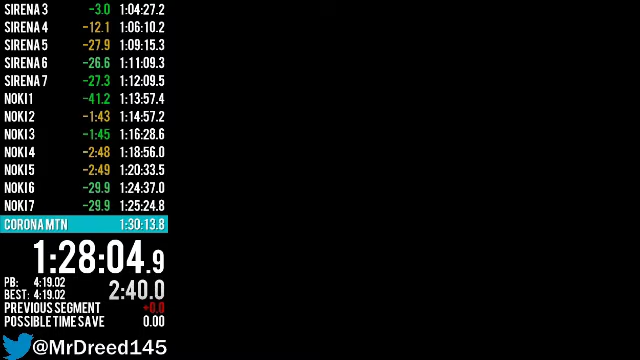 SIRENA 3 -3.0 1:04:27.2
SIRENA 4 -12.1 1:06:10.2
SIRENA 5 -27.9 1:09:15.3
SIRENA 6 -26.6 1:11:09.3
SIRENA 7 -27.3 1:12:09.5
NOKI 1 -41.2 1:13:57.4
NOKI 2 -1:43 1:14:57.2
NOKI 3 -1:45 1:16:28.6
NOKI 4 -2:48 1:18:56.0
NOKI 5 -2:49 1:20:33.5
NOKI 6 -29.9 1:24:37.0
NOKI 7 -29.9 1:25:24.8
CORONA MTN 1:30:13.8
1:28:04.9
PB: 4:19.02
BEST: 4:19.02 2:40.0
PREVIOUS SEGMENT +0.0
POSSIBLE TIME SAVE 0.00
@MrDreed145